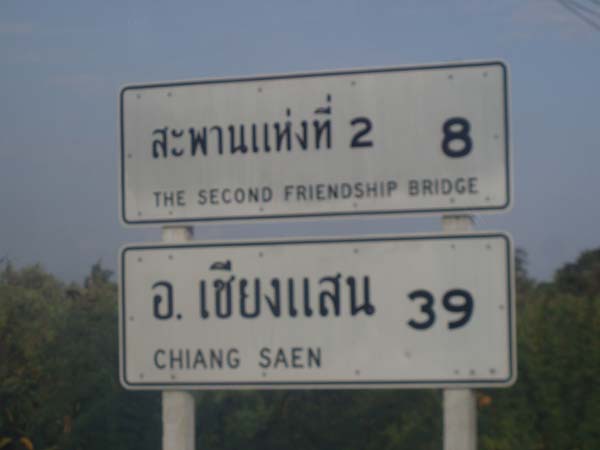 สะพานแห่งที่ 2 8
THE SECOND FRIENDSHIP BRIDGE
อ. เชียงแสน 39
CHIANG SAEN